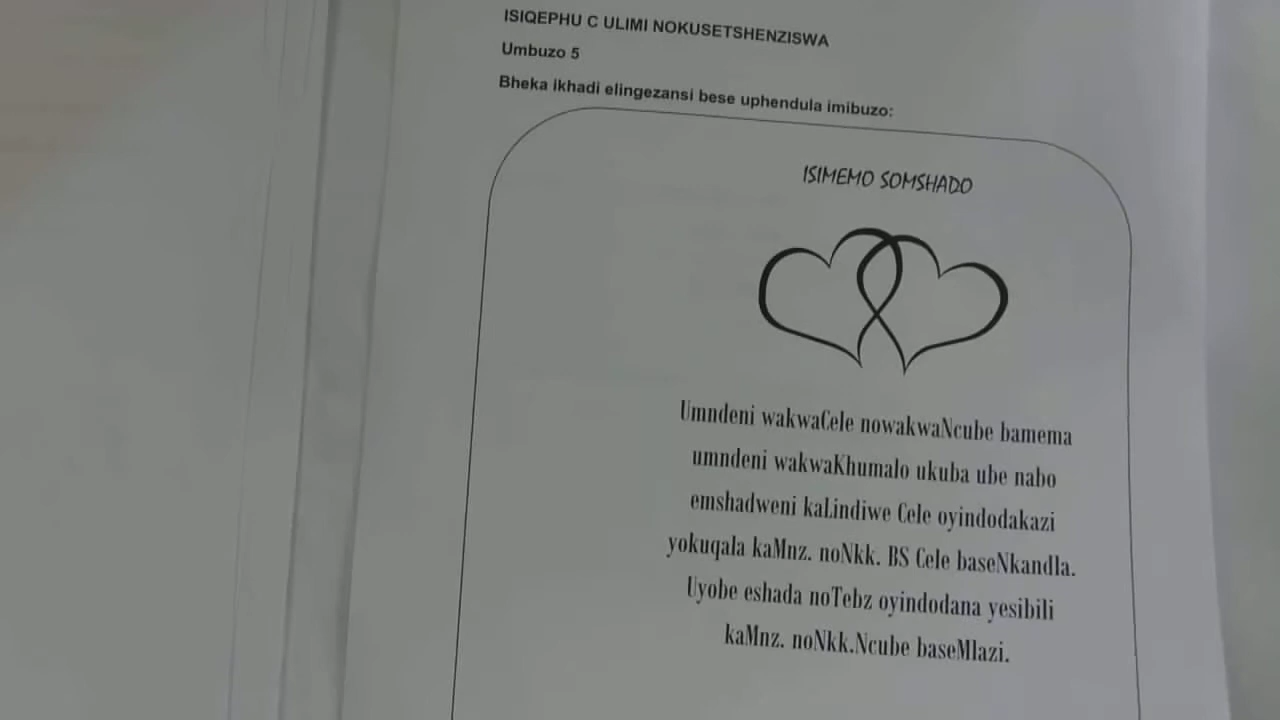 ISIQEPHU C ULIMI NOKUSETSHENZISWA
Umbuzo 5
Bheka ikhadi elingezansi bese uphendula imibuzo:
ISIMEMO SOMSHADO
Umndeni wakwaCele nowakwaNcube bamema
umndeni wakwaKhumalo ukuba ube nabo
emshadweni kaLindiwe Cele oyindodakazi
yokuqala kaMnz. noNkk. BS Cele baseNkandla.
Uyobe eshada noTebz oyindodana yesibili
kaMnz. noNkk.Ncube baseMlazi.